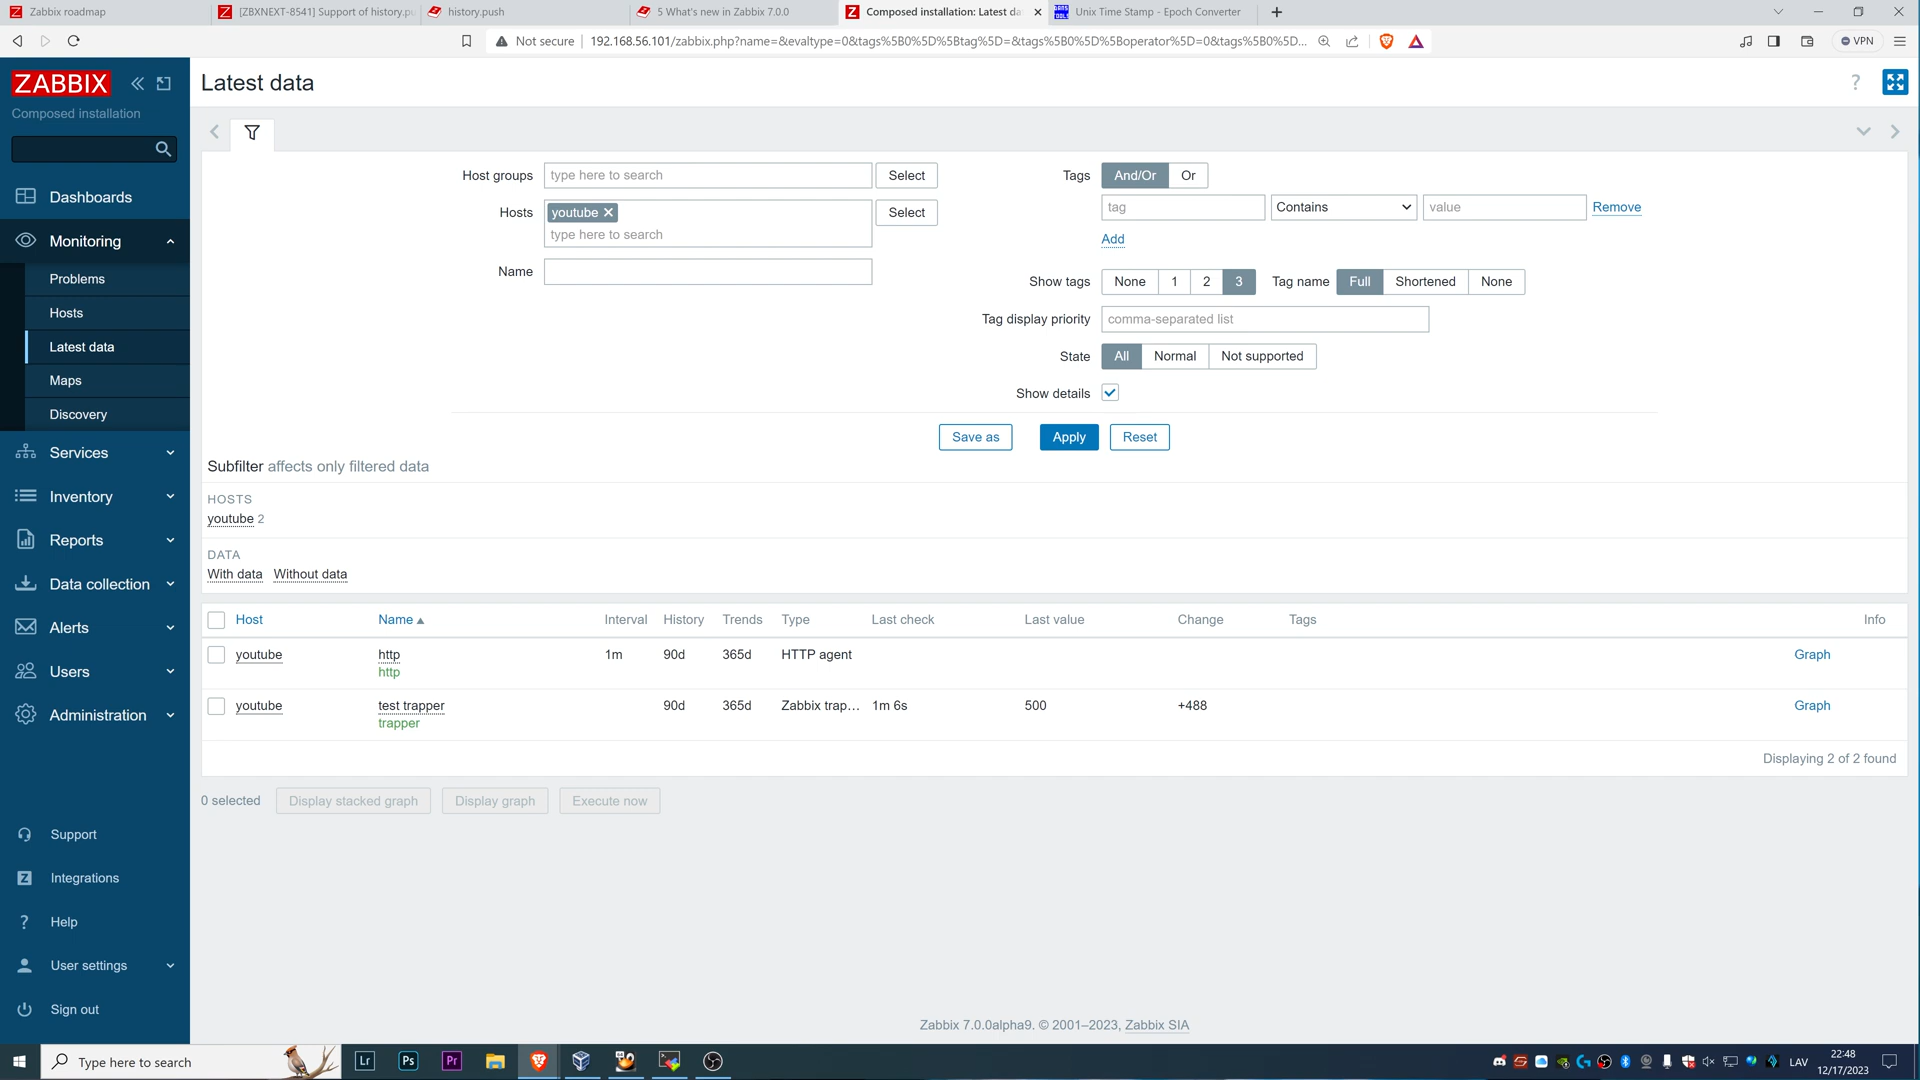 Zabbix roadmap
[ZBXNEXT-8541] Support of history.pu
history.push
5 What's new in Zabbix 7.0.0
Composed installation: Latest da
Unix Time Stamp - Epoch Converter
Not secure
192.168.56.101/zabbix.php?name=&evaltype=0&tags%5B0%5D%5Btag%5D=&tags%5B0%5D%5Boperator%5D=0&tags%5B0%5D...
VPN
ZABBIX
Composed installation
Dashboards
Monitoring
Problems
Hosts
Latest data
Maps
Discovery
Services
Inventory
Reports
Data collection
Alerts
Users
Administration
Support
Integrations
Help
User settings
Sign out
Latest data
?
Host groups type here to search Select
Hosts youtube Select
type here to search
Name
Tags And/Or Or
tag Contains value Remove
Add
Show tags None 1 2 3 Tag name Full Shortened None
Tag display priority comma-separated list
State All Normal Not supported
Show details
Save as Apply Reset
Subfilter affects only filtered data
HOSTS
youtube 2
DATA
With data Without data
Host Name Interval History Trends Type Last check Last value Change Tags Info
youtube http 1m 90d 365d HTTP agent Graph
http
youtube test trapper 90d 365d Zabbix trap... 1m 6s 500 +488 Graph
trapper
Displaying 2 of 2 found
0 selected Display stacked graph Display graph Execute now
Zabbix 7.0.0alpha9. © 2001–2023, Zabbix SIA
Type here to search
Lr
Ps
Pr
LAV
22:48
12/17/2023